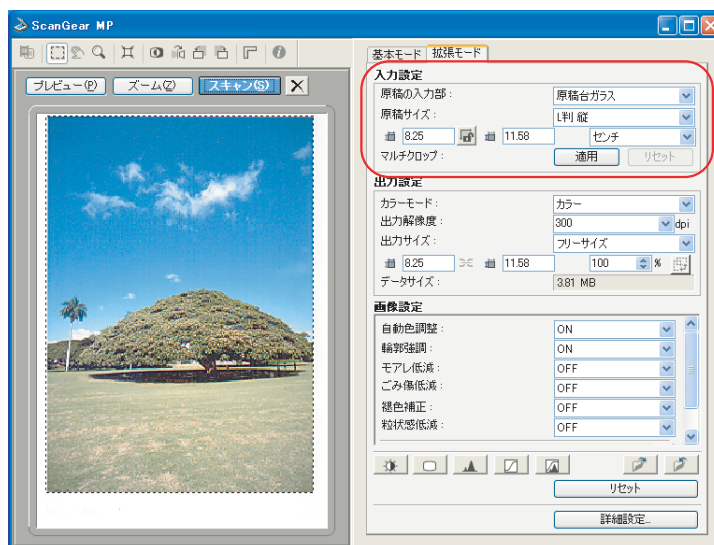 ScanGear MP
プレビュー(P) ズーム(Z) スキャン(S)
基本モード 拡張モード
入力設定
原稿の入力部: 原稿台ガラス
原稿サイズ: L判 縦
8.25 11.58 センチ
マルチクロップ: 適用 リセット
出力設定
カラーモード: カラー
出力解像度: 300 dpi
出力サイズ: フリーサイズ
8.25 11.58 100 %
データサイズ: 3.81 MB
画像設定
自動色調整: ON
輪郭強調: ON
モアレ低減: OFF
ごみ傷低減: OFF
褪色補正: OFF
粒状感低減: OFF
リセット
詳細設定...